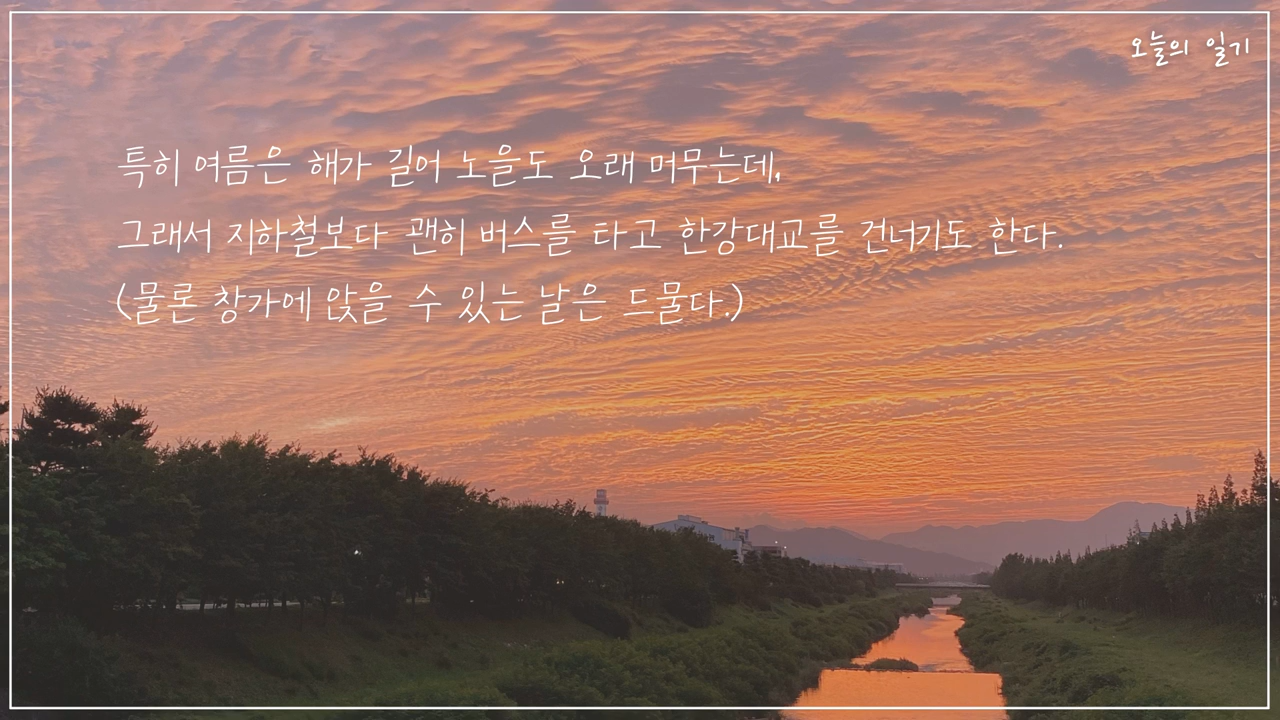 오늘의 일기
특히 여름은 해가 길어 노을도 오래 머무는데,
그래서 지하철보다 괜히 버스를 타고 한강대교를 건너기도 한다.
(물론 창가에 앉을 수 있는 날은 드물다.)